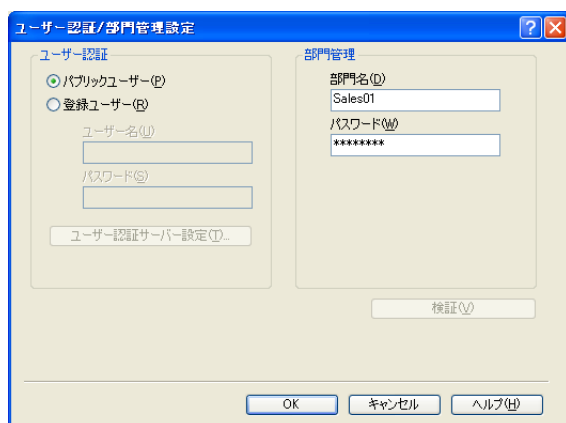 ユーザー認証/部門管理設定
?
ユーザー認証
パブリックユーザー(P)
登録ユーザー(R)
ユーザー名(U)
パスワード(S)
ユーザー認証サーバー設定(T)...
部門管理
部門名(D)
Sales01
パスワード(W)
********
検証(V)
OK
キャンセル
ヘルプ(H)